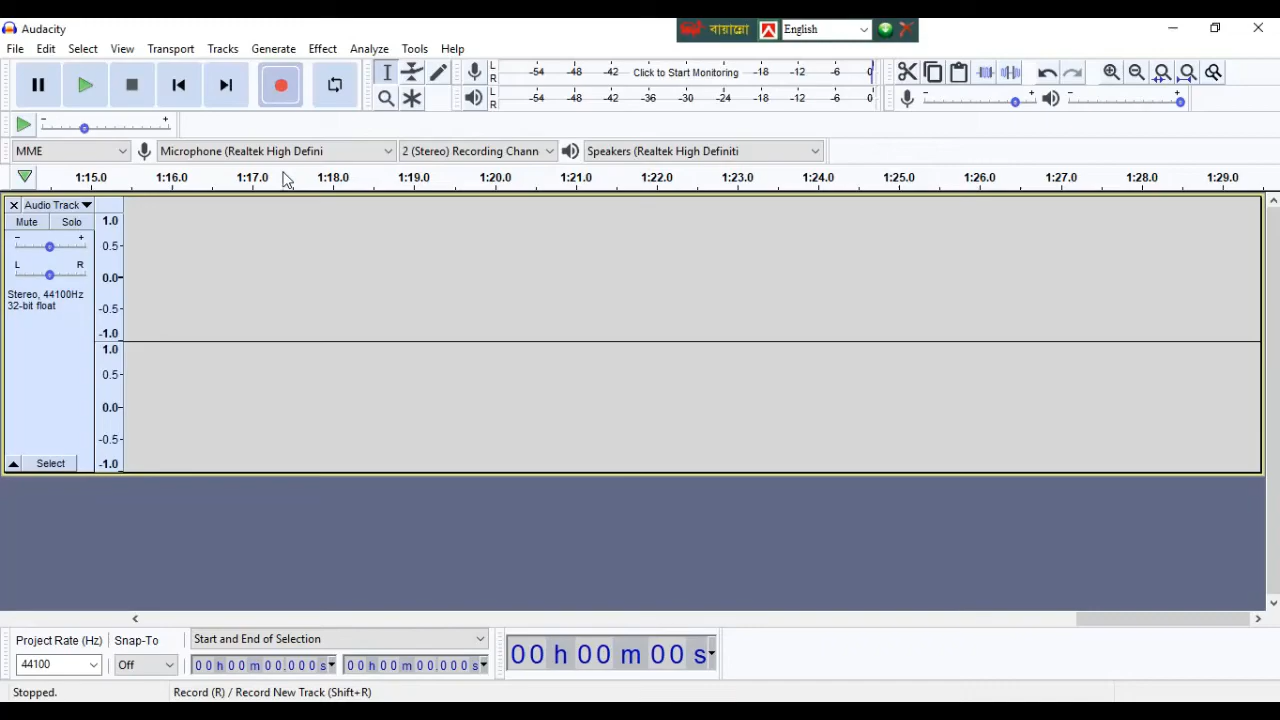 Audacity
বায়ান্নো English
File Edit Select View Transport Tracks Generate Effect Analyze Tools Help
L R -54 -48 -42 Click to Start Monitoring -18 -12 -6 0
L R -54 -48 -42 -36 -30 -24 -18 -12 -6 0
MME Microphone (Realtek High Defini 2 (Stereo) Recording Chann Speakers (Realtek High Definiti
1:15.0 1:16.0 1:17.0 1:18.0 1:19.0 1:20.0 1:21.0 1:22.0 1:23.0 1:24.0 1:25.0 1:26.0 1:27.0 1:28.0 1:29.0
Audio Track
Mute Solo
L R
Stereo, 44100Hz
32-bit float
Select
1.0
0.5
0.0
-0.5
-1.0
1.0
0.5
0.0
-0.5
-1.0
Project Rate (Hz) Snap-To Start and End of Selection
44100 Off 00 h 00 m 00.000 s 00 h 00 m 00.000 s
00 h 00 m 00 s
Stopped. Record (R) / Record New Track (Shift+R)